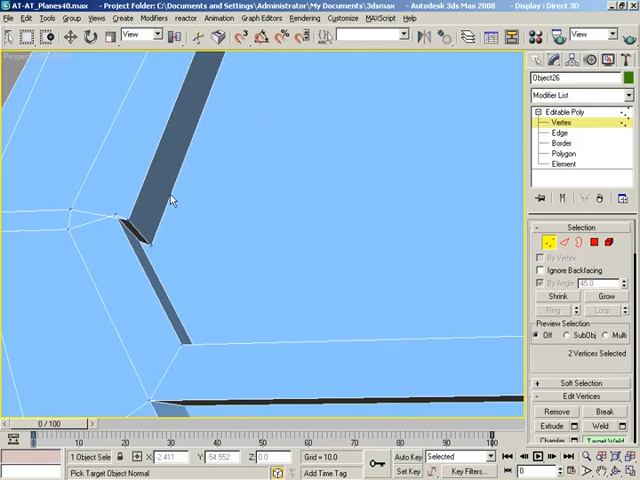 AT-AT_Planes40.max - Project Folder: C:\Documents and Settings\Administrator\My Documents\3dsmax - Autodesk 3ds Max 2008 - Display : Direct 3D
File Edit Tools Group Views Create Modifiers reactor Animation Graph Editors Rendering Customize MAXScript Help
View
View
Object26
Modifier List
Editable Poly
Vertex
Edge
Border
Polygon
Element
Selection
By Vertex
Ignore Backfacing
By Angle: 45.0
Shrink Grow
Ring Loop
Preview Selection
Off SubObj Multi
2 Vertices Selected
Soft Selection
Edit Vertices
Remove Break
Extrude Weld
Chamfer Target Weld
0 / 100
0 10 20 30 40 50 60 70 80 90 100
1 Object Sele X: -2.411 Y: -54.552 Z: 0.0 Grid = 10.0 Auto Key Selected
Pick Target Object Normal Add Time Tag Set Key Key Filters... 0